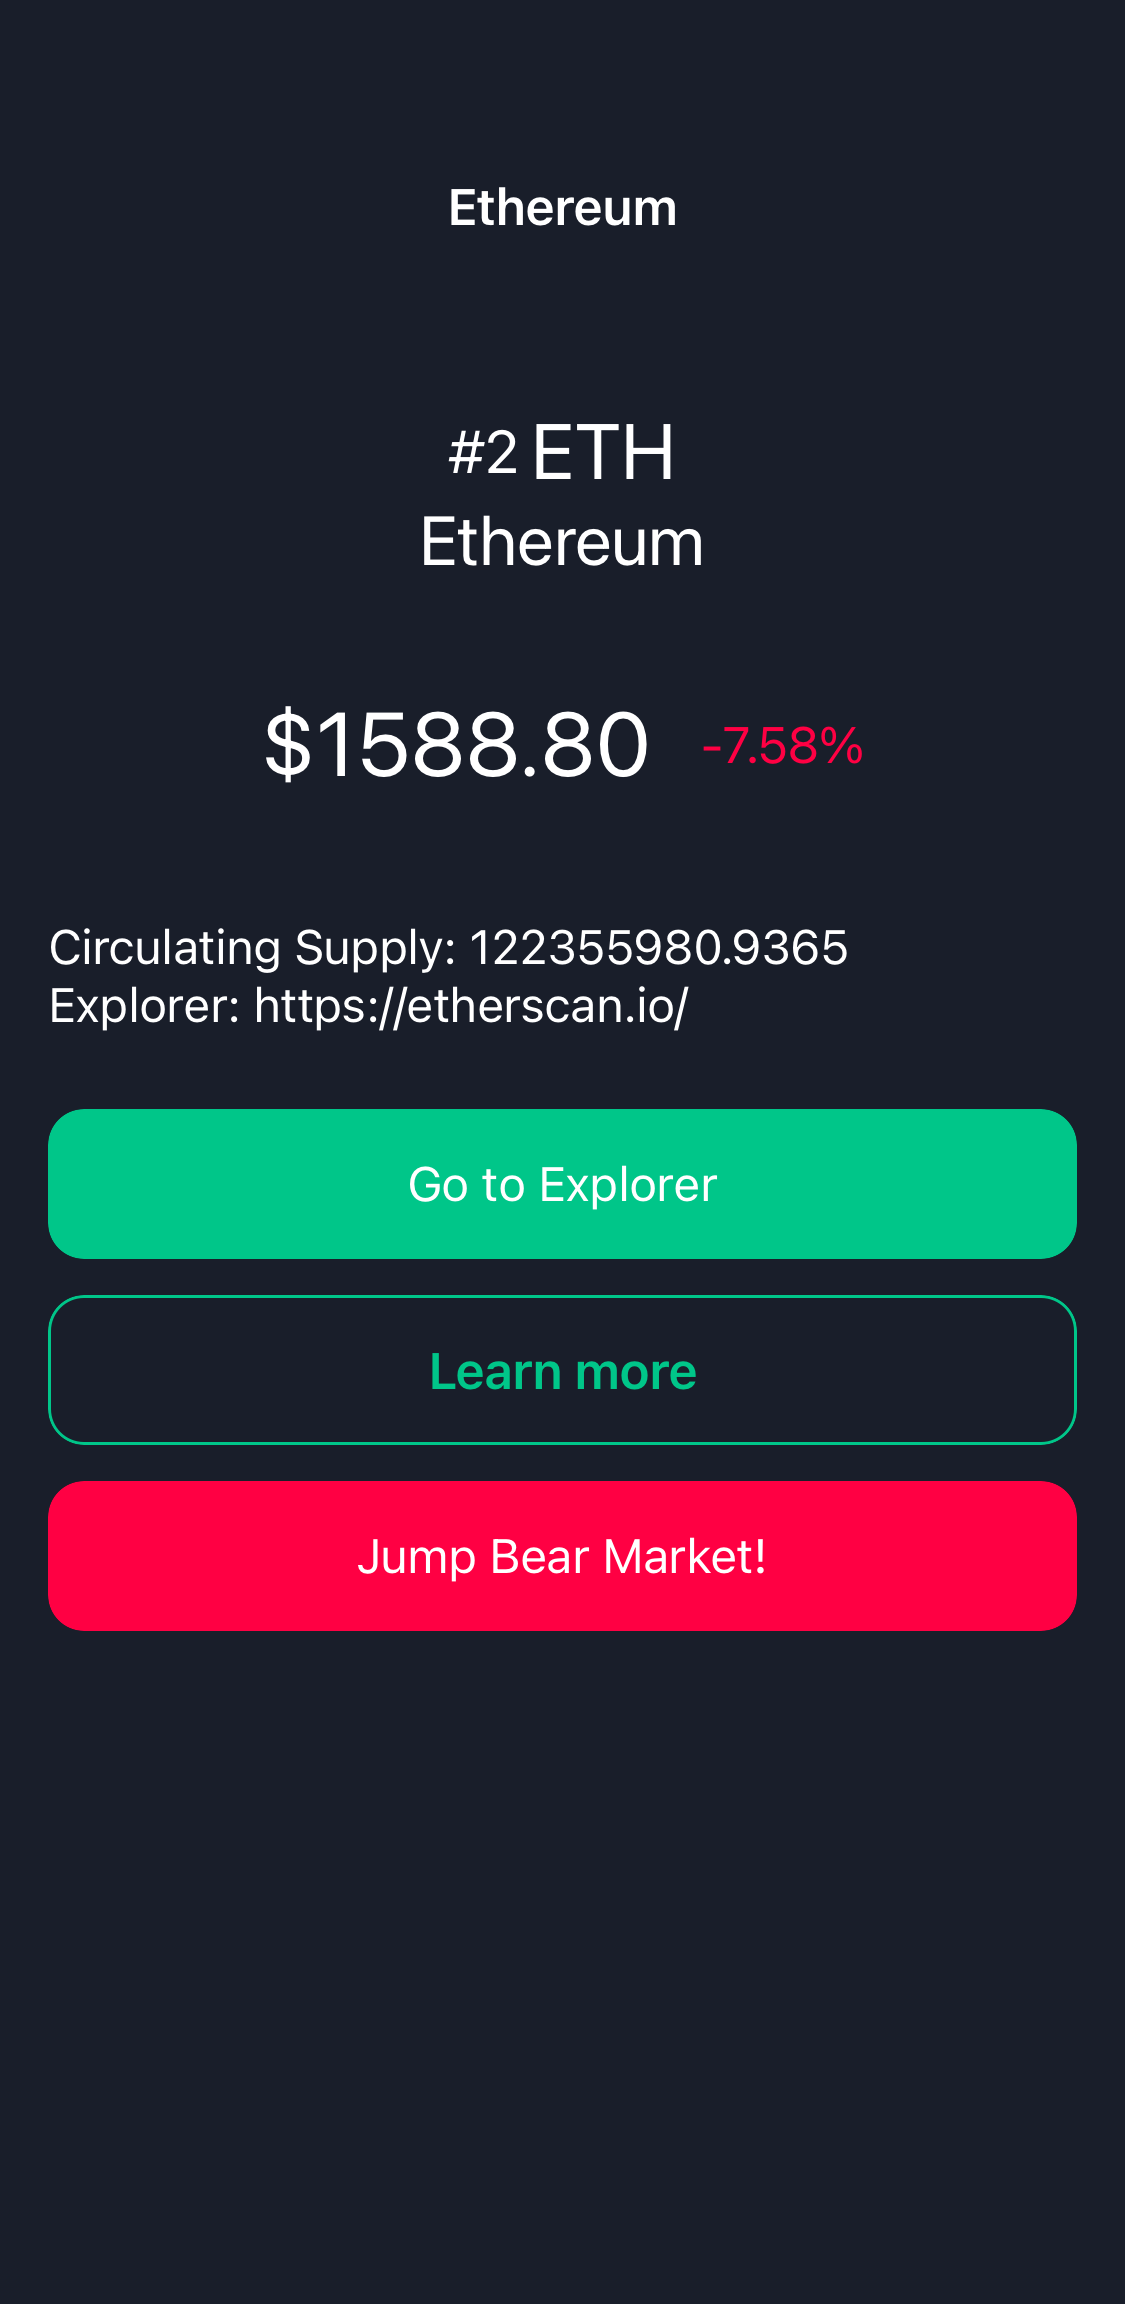 Ethereum
#2 ETH
Ethereum
$1588.80 -7.58%
Circulating Supply: 122355980.9365
Explorer: https://etherscan.io/
Go to Explorer
Learn more
Jump Bear Market!